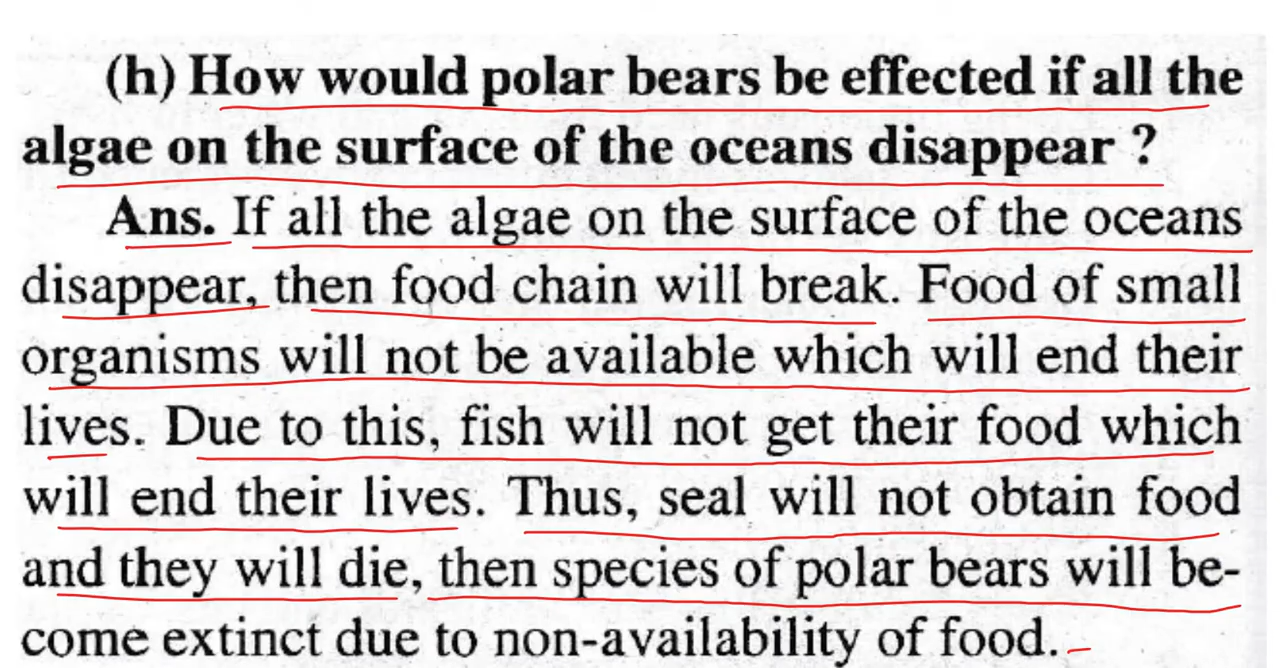 (h) How would polar bears be effected if all the
algae on the surface of the oceans disappear ?
Ans. If all the algae on the surface of the oceans
disappear, then food chain will break. Food of small
organisms will not be available which will end their
lives. Due to this, fish will not get their food which
will end their lives. Thus, seal will not obtain food
and they will die, then species of polar bears will be-
come extinct due to non-availability of food.